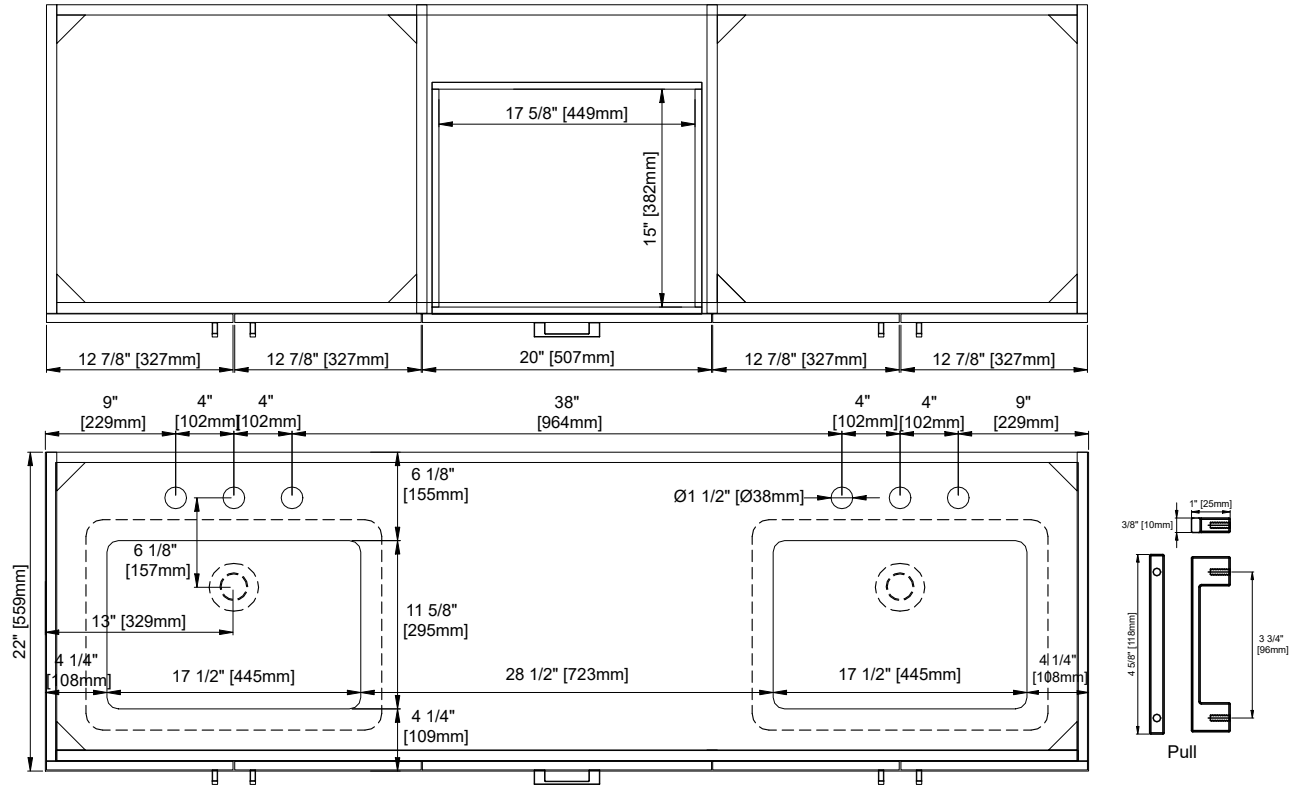 17 5/8" [449mm]
15" [382mm]
12 7/8" [327mm]
12 7/8" [327mm]
20" [507mm]
12 7/8" [327mm]
12 7/8" [327mm]
9"
[229mm]
4"
[102mm]
4"
[102mm]
38"
[964mm]
4"
[102mm]
4"
[102mm]
9"
[229mm]
6 1/8"
[155mm]
Ø1 1/2" [Ø38mm]
6 1/8"
[157mm]
22" [559mm]
13" [329mm]
11 5/8"
[295mm]
4 1/4"
[108mm]
17 1/2" [445mm]
28 1/2" [723mm]
17 1/2" [445mm]
4 1/4"
[108mm]
4 1/4"
[109mm]
1" [25mm]
3/8" [10mm]
4 5/8" [118mm]
3 3/4"
[96mm]
Pull